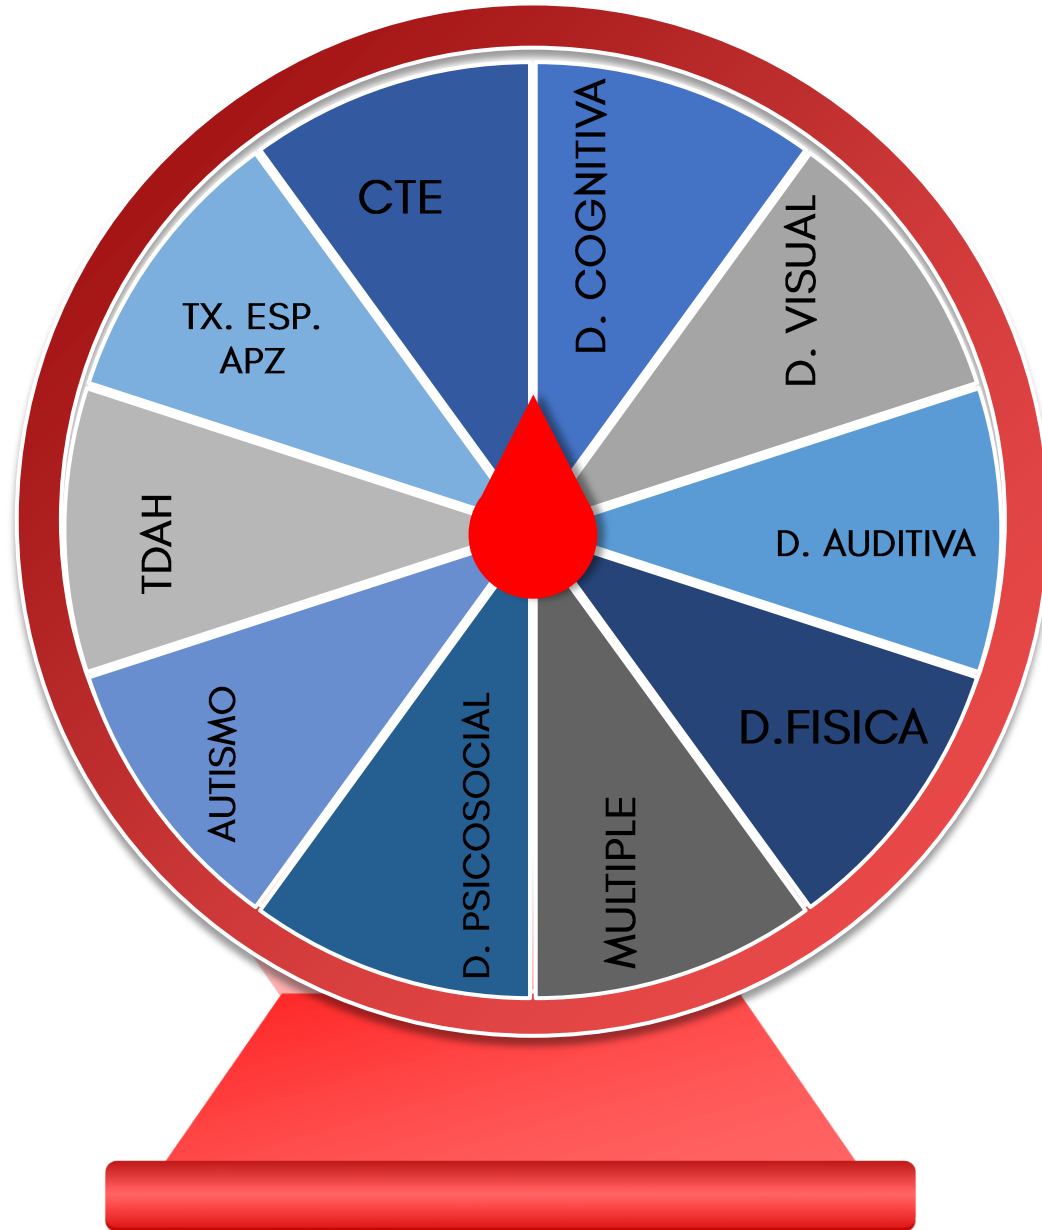 CTE
D. COGNITIVA
D. VISUAL
TX. ESP.
APZ
D. AUDITIVA
TDAH
D.FISICA
AUTISMO
D. PSICOSOCIAL
MULTIPLE